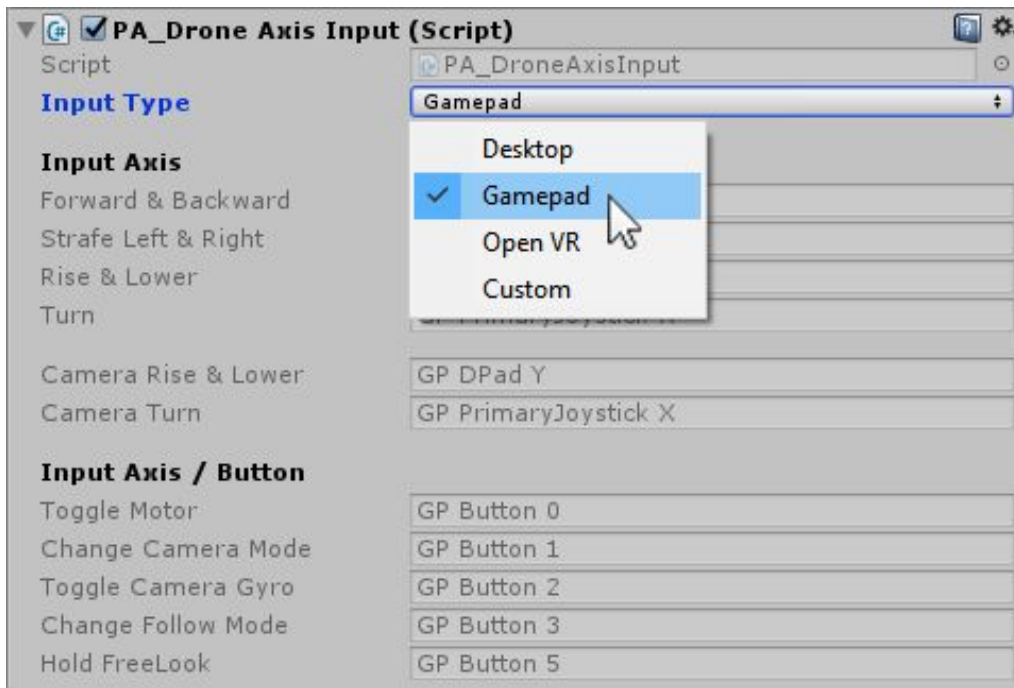 PA_Drone Axis Input (Script)
Script PA_DroneAxisInput
Input Type Gamepad
Desktop
Input Axis
Forward & Backward Gamepad
Strafe Left & Right Open VR
Rise & Lower Custom
Turn
Camera Rise & Lower GP DPad Y
Camera Turn GP PrimaryJoystick X
Input Axis / Button
Toggle Motor GP Button 0
Change Camera Mode GP Button 1
Toggle Camera Gyro GP Button 2
Change Follow Mode GP Button 3
Hold FreeLook GP Button 5